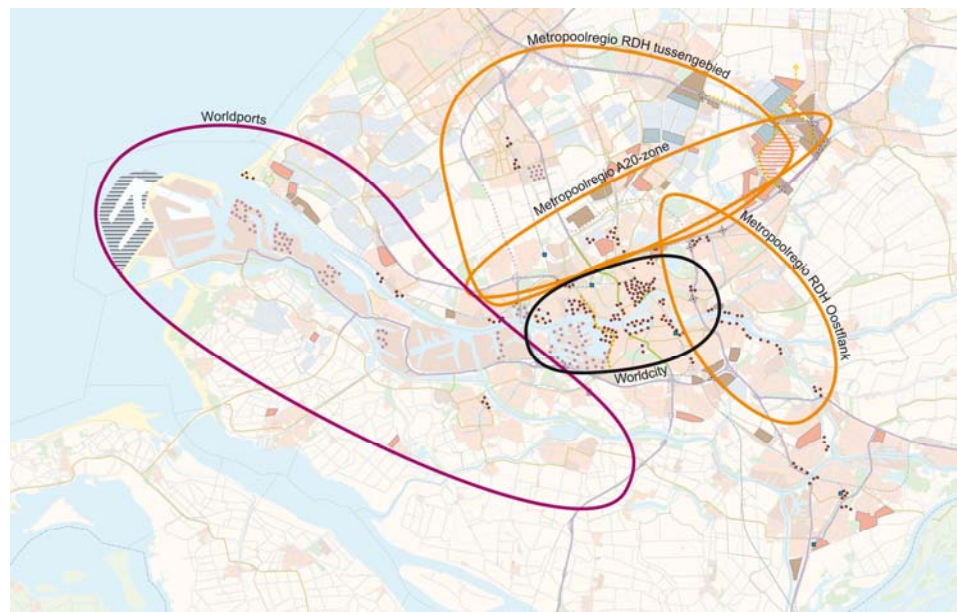 Metropoolregio RDH tussengebied
Worldports
Metropoolregio A20-zone
Metropoolregio RDH Oostflank
Worldcity